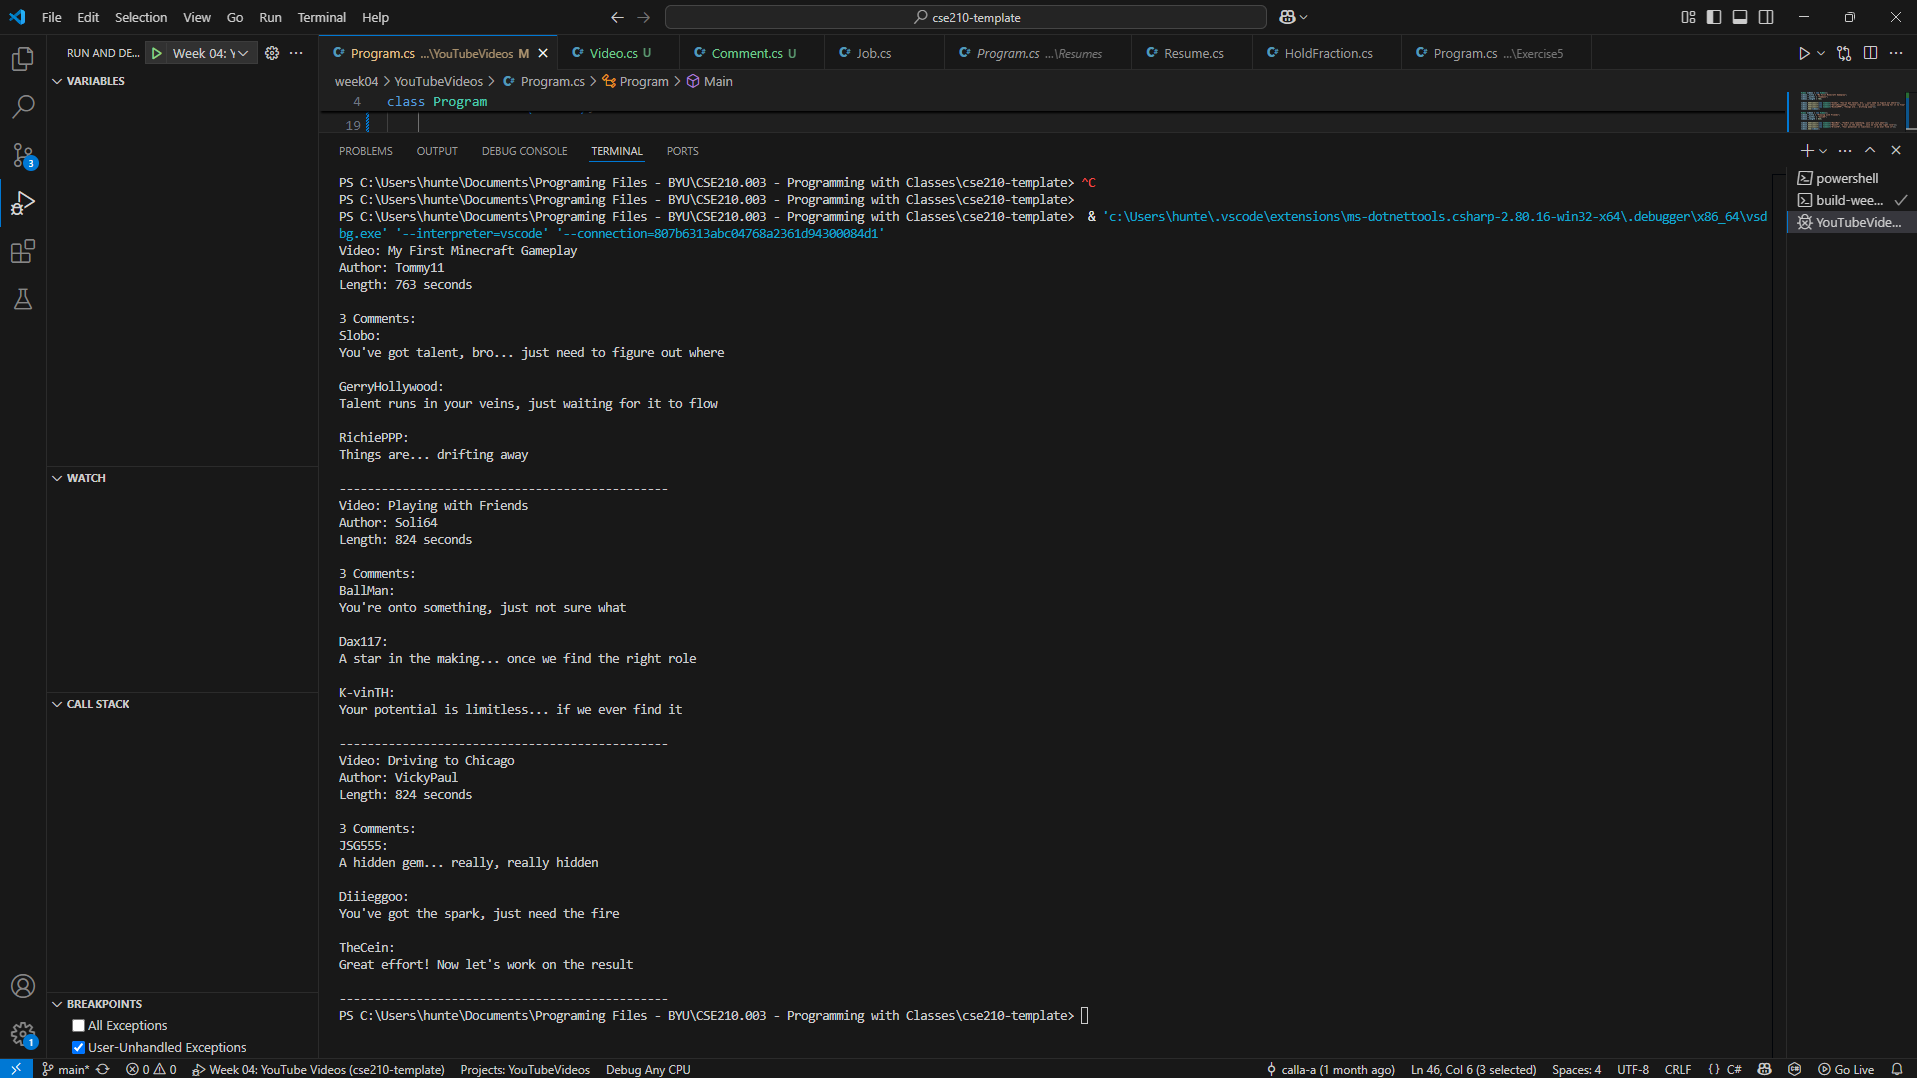 File Edit Selection View Go Run Terminal Help
cse210-template
RUN AND DE... Week 04: Y
Program.cs ...\YouTubeVideos M
Video.cs U
Comment.cs U
Job.cs
Program.cs ...\Resumes
Resume.cs
HoldFraction.cs
Program.cs ...\Exercise5
VARIABLES
week04 > YouTubeVideos > Program.cs > Program > Main
4 class Program
19
PROBLEMS OUTPUT DEBUG CONSOLE TERMINAL PORTS
PS C:\Users\hunte\Documents\Programing Files - BYU\CSE210.003 - Programming with Classes\cse210-template> ^C
PS C:\Users\hunte\Documents\Programing Files - BYU\CSE210.003 - Programming with Classes\cse210-template>
PS C:\Users\hunte\Documents\Programing Files - BYU\CSE210.003 - Programming with Classes\cse210-template>  & 'c:\Users\hunte\.vscode\extensions\ms-dotnettools.csharp-2.80.16-win32-x64\.debugger\x86_64\vsd
bg.exe' '--interpreter=vscode' '--connection=807b6313abc04768a2361d94300084d1'
Video: My First Minecraft Gameplay
Author: Tommy11
Length: 763 seconds
3 Comments:
Slobo:
You've got talent, bro... just need to figure out where
GerryHollywood:
Talent runs in your veins, just waiting for it to flow
RichiePPP:
Things are... drifting away
-----------------------------------------------
Video: Playing with Friends
Author: Soli64
Length: 824 seconds
3 Comments:
BallMan:
You're onto something, just not sure what
Dax117:
A star in the making... once we find the right role
K-vinTH:
Your potential is limitless... if we ever find it
-----------------------------------------------
Video: Driving to Chicago
Author: VickyPaul
Length: 824 seconds
3 Comments:
JSG555:
A hidden gem... really, really hidden
Diiieggoo:
You've got the spark, just need the fire
TheCein:
Great effort! Now let's work on the result
-----------------------------------------------
PS C:\Users\hunte\Documents\Programing Files - BYU\CSE210.003 - Programming with Classes\cse210-template>
powershell
build-wee...
YouTubeVide...
3
WATCH
CALL STACK
BREAKPOINTS
All Exceptions
User-Unhandled Exceptions
1
main* 0 0 Week 04: YouTube Videos (cse210-template) Projects: YouTubeVideos Debug Any CPU
calla-a (1 month ago) Ln 46, Col 6 (3 selected) Spaces: 4 UTF-8 CRLF {} C# Go Live